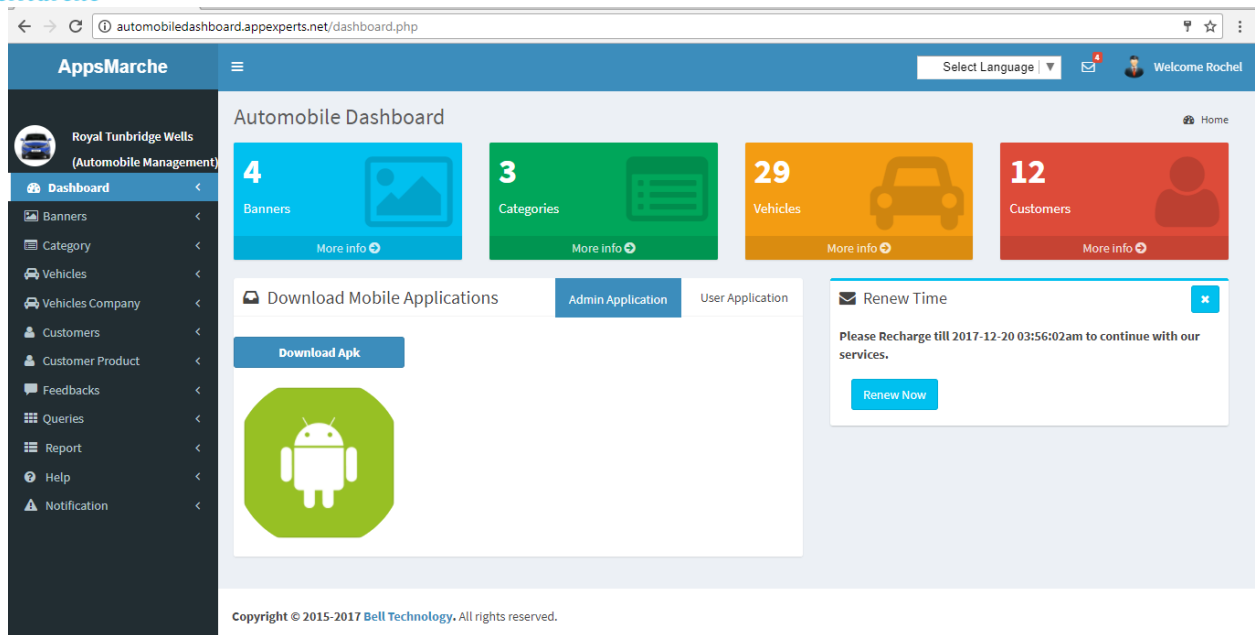 automobiledashboard.appexperts.net/dashboard.php
AppsMarche
Select Language
4
Welcome Rochel
Royal Tunbridge Wells
(Automobile Management)
Dashboard
Banners
Category
Vehicles
Vehicles Company
Customers
Customer Product
Feedbacks
Queries
Report
Help
Notification
Automobile Dashboard
Home
4
Banners
More info
3
Categories
More info
29
Vehicles
More info
12
Customers
More info
Download Mobile Applications
Admin Application
User Application
Download Apk
Renew Time
Please Recharge till 2017-12-20 03:56:02am to continue with our
services.
Renew Now
Copyright © 2015-2017 Bell Technology. All rights reserved.